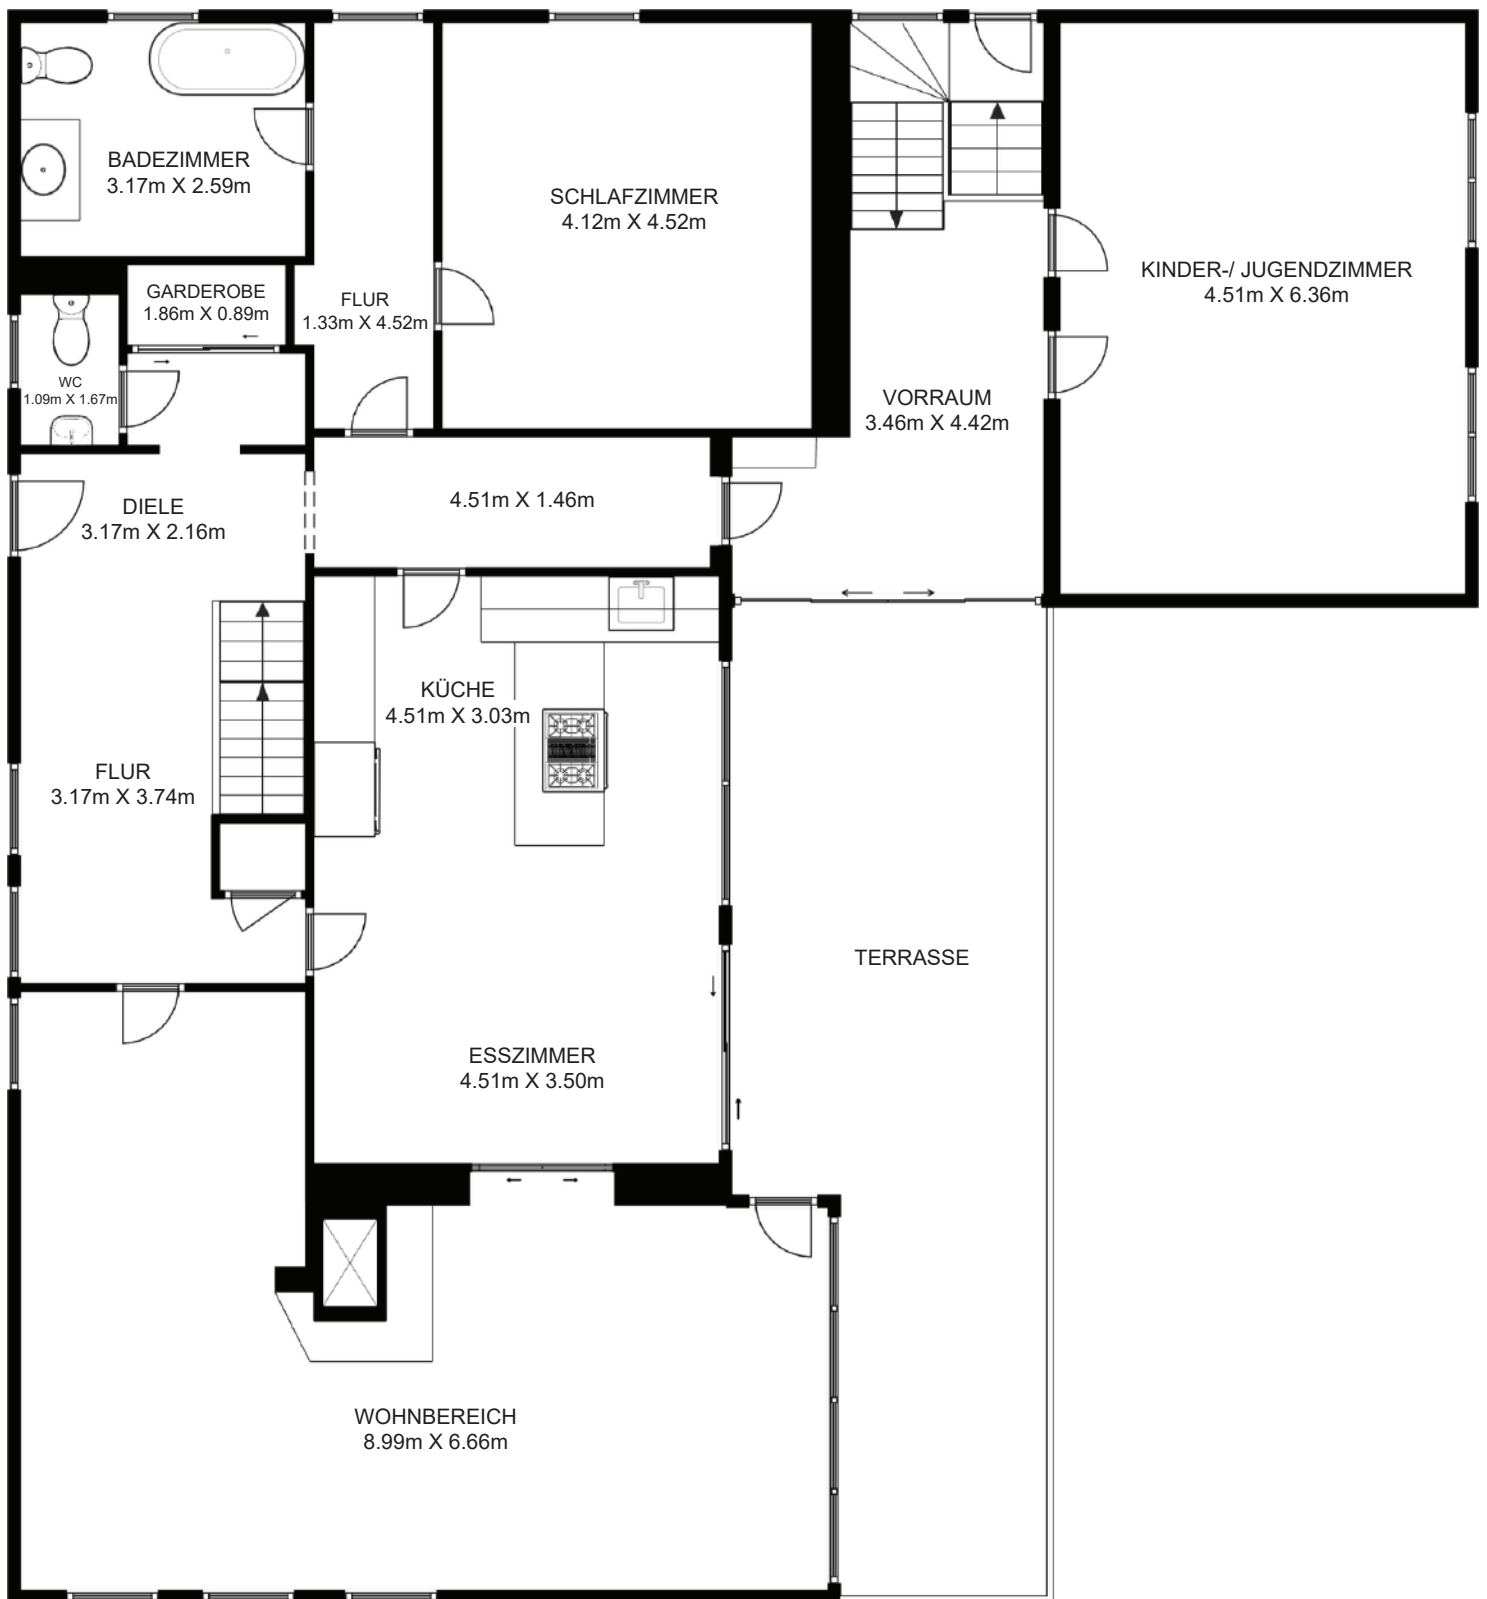 BADEZIMMER
3.17m X 2.59m
SCHLAFZIMMER
4.12m X 4.52m
KINDER-/ JUGENDZIMMER
4.51m X 6.36m
GARDEROBE
1.86m X 0.89m
FLUR
1.33m X 4.52m
WC
1.09m X 1.67m
VORRAUM
3.46m X 4.42m
DIELE
3.17m X 2.16m
4.51m X 1.46m
KÜCHE
4.51m X 3.03m
FLUR
3.17m X 3.74m
TERRASSE
ESSZIMMER
4.51m X 3.50m
WOHNBEREICH
8.99m X 6.66m